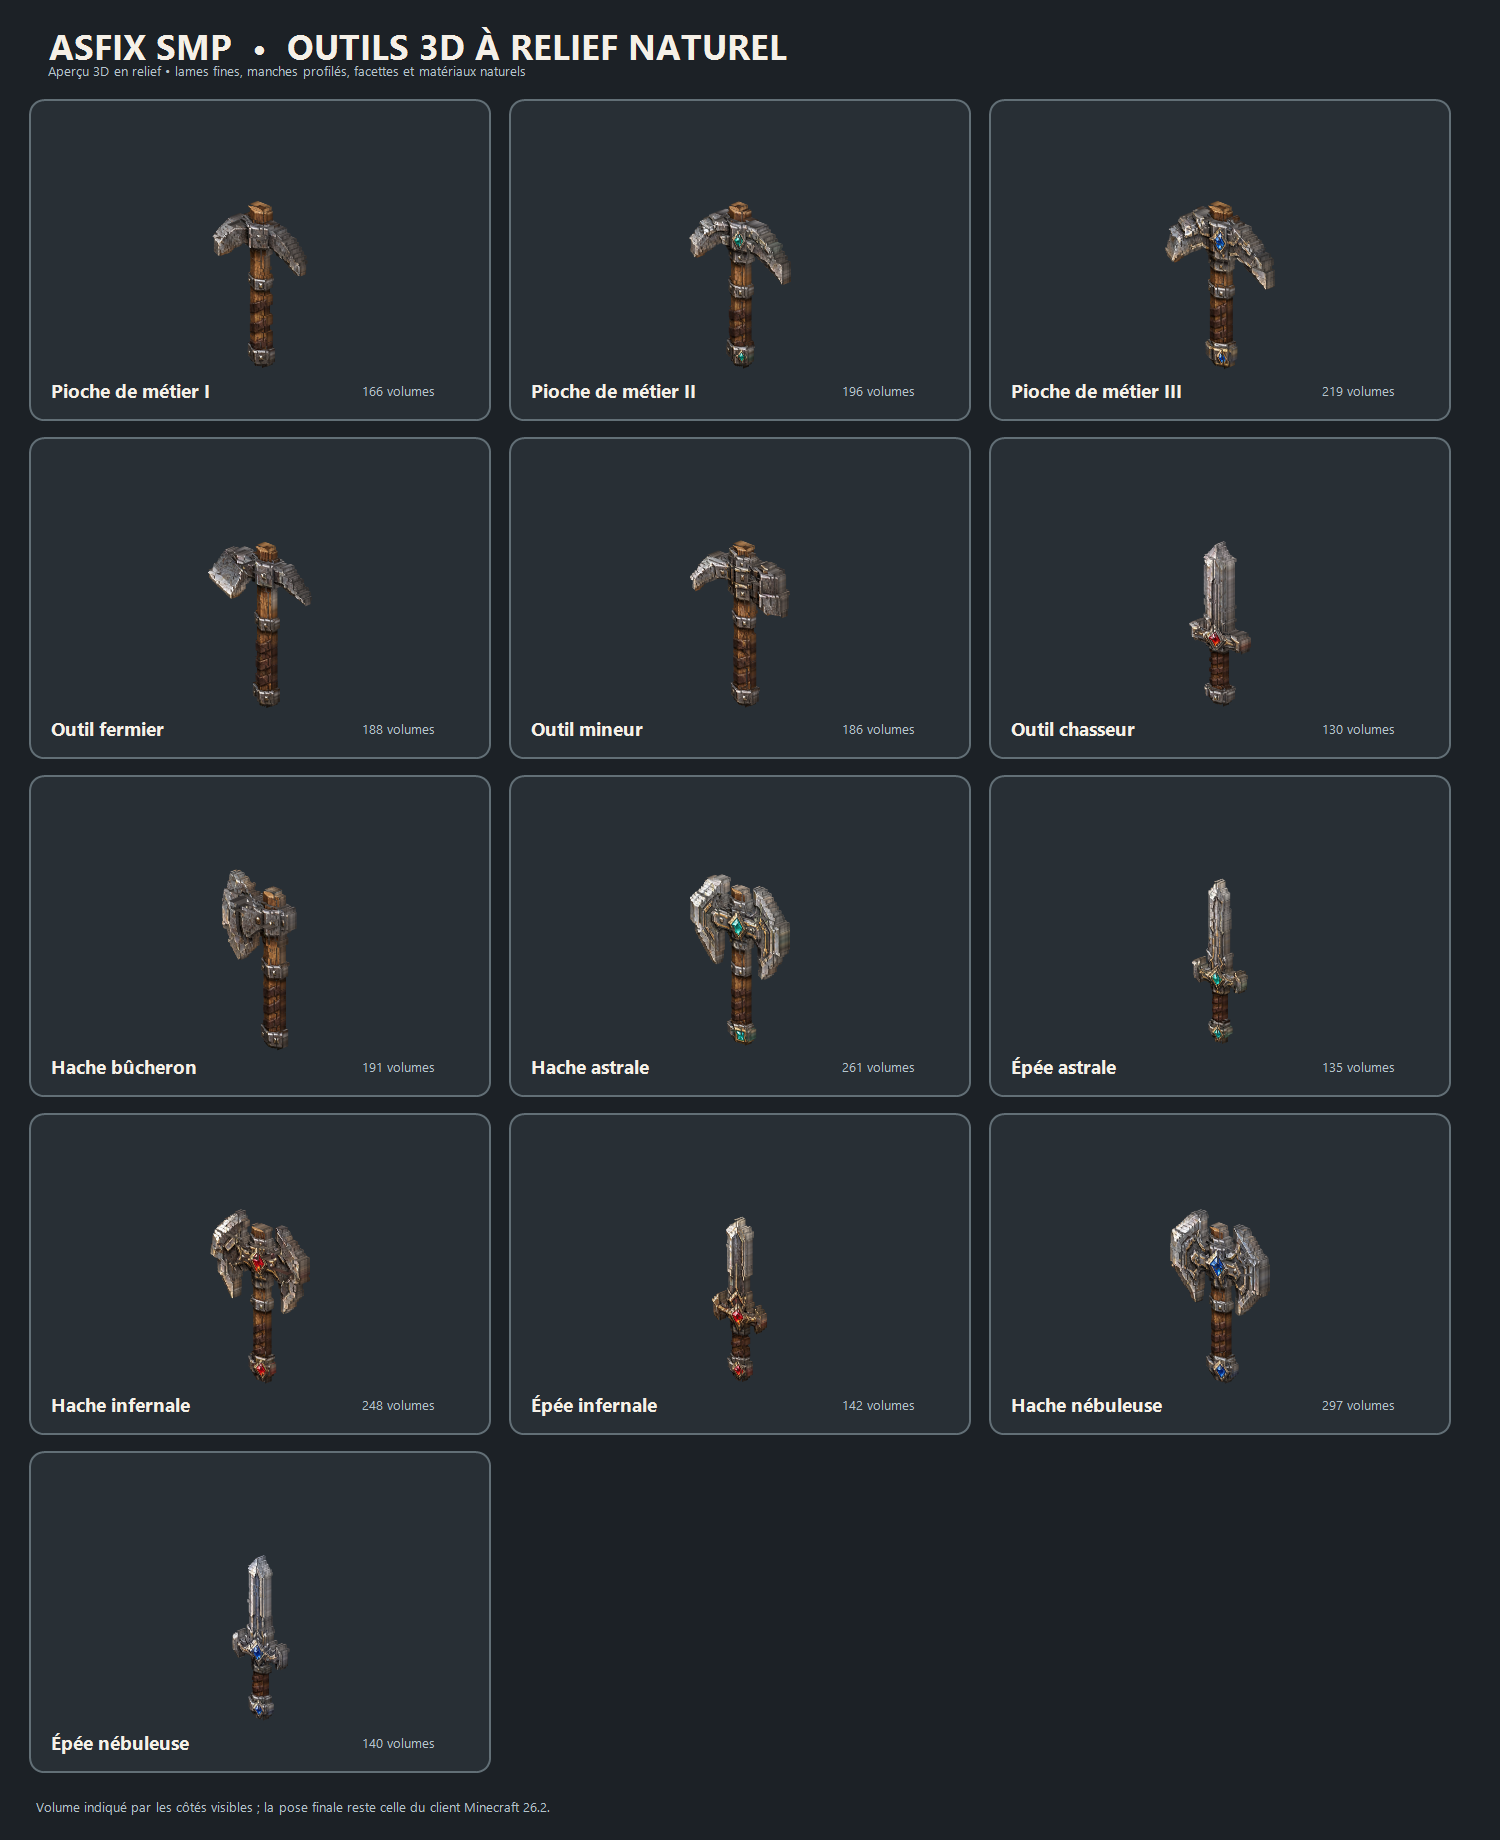 ASFIX SMP • OUTILS 3D À RELIEF NATUREL
Aperçu 3D en relief • lames fines, manches profilés, facettes et matériaux naturels
Pioche de métier I 166 volumes
Pioche de métier II 196 volumes
Pioche de métier III 219 volumes
Outil fermier 188 volumes
Outil mineur 186 volumes
Outil chasseur 130 volumes
Hache bûcheron 191 volumes
Hache astrale 261 volumes
Épée astrale 135 volumes
Hache infernale 248 volumes
Épée infernale 142 volumes
Hache nébuleuse 297 volumes
Épée nébuleuse 140 volumes
Volume indiqué par les côtés visibles ; la pose finale reste celle du client Minecraft 26.2.